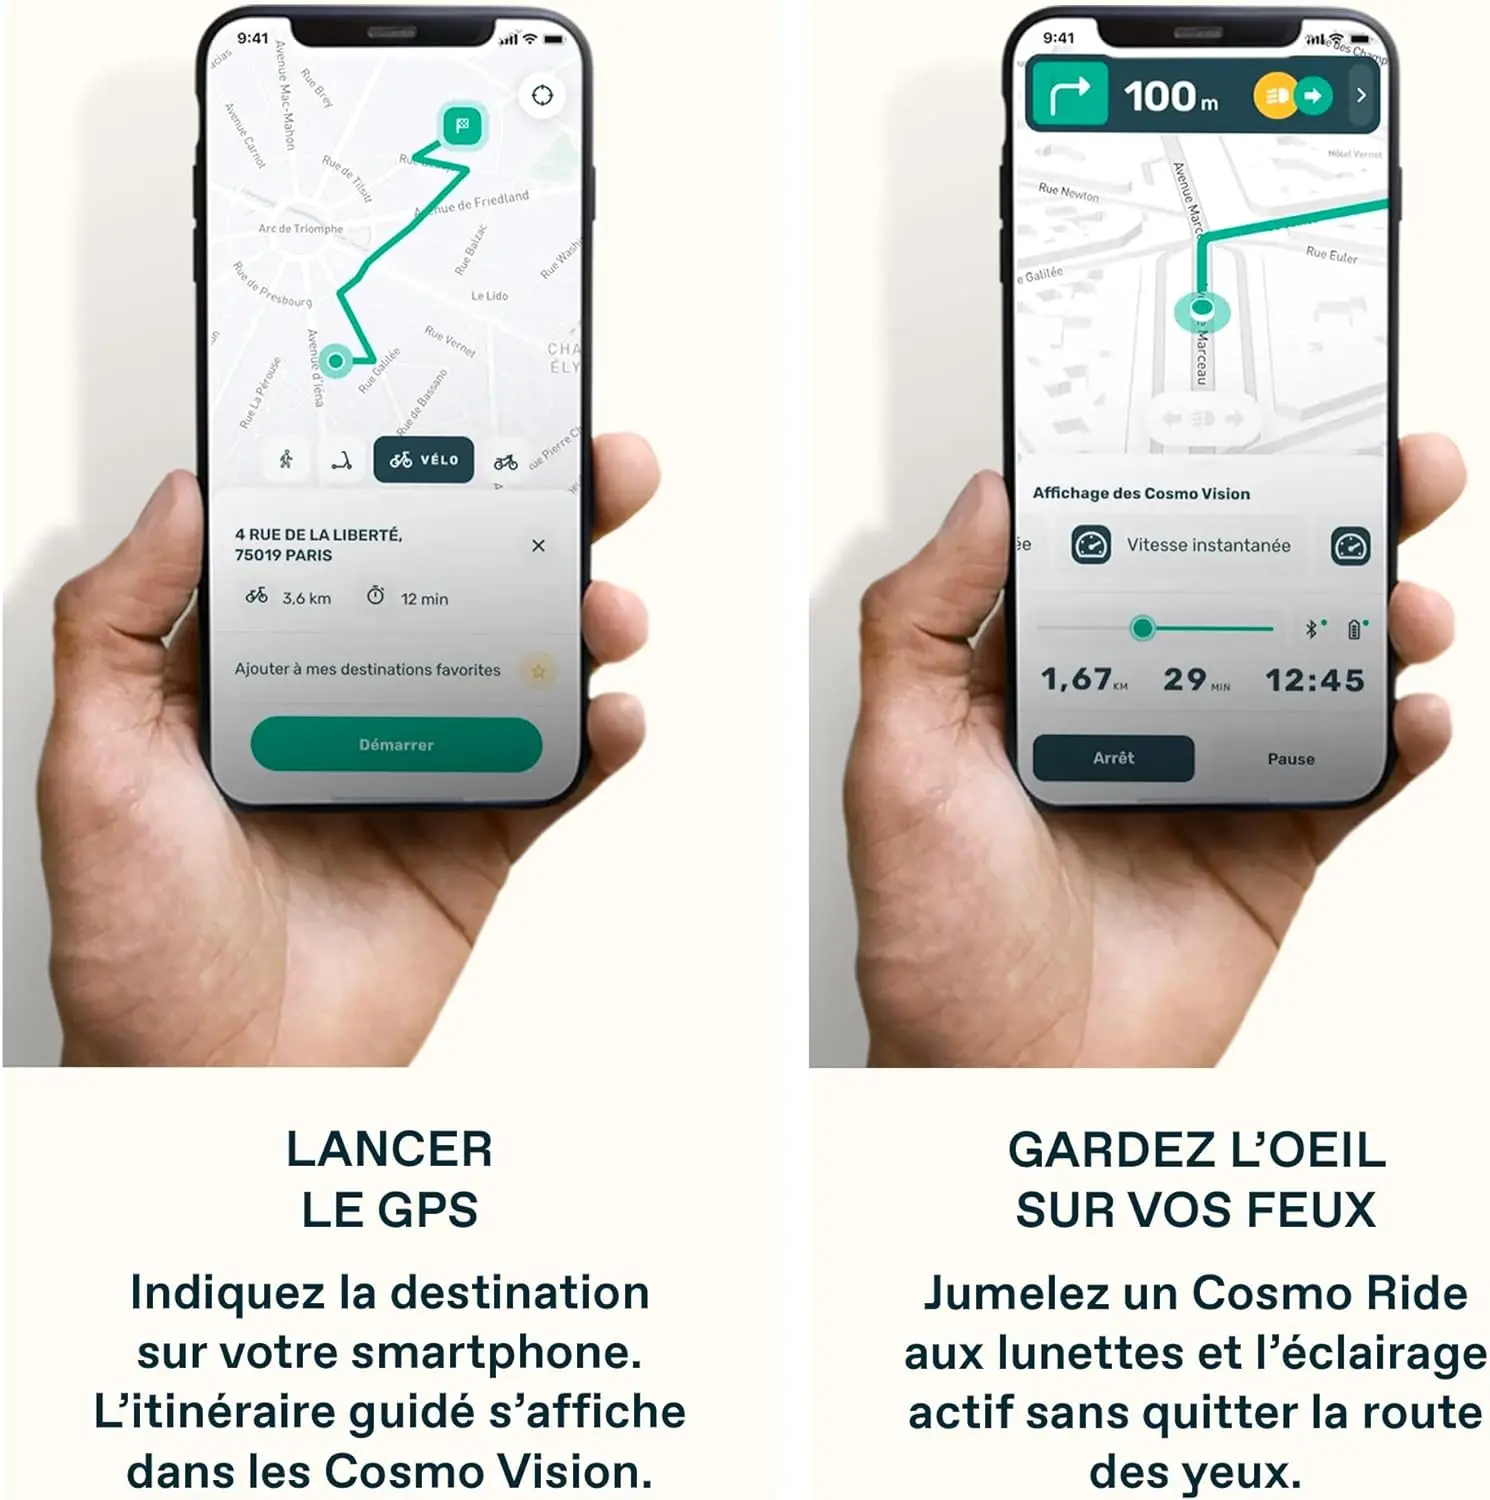 9:41
Avenue Mac-Mahon
Rue Brey
Avenue Carnot
Rue de Tilsitt
Avenue de Friedland
Arc de Triomphe
Rue Balzac
Rue de Presbourg
Le Lido
Avenue d'Iéna
Rue Vernet
Rue Galilée
Rue La Pérouse
Rue de Bassano
CHA
ÉLY
VÉLO
4 RUE DE LA LIBERTÉ,
75019 PARIS
3,6 km 12 min
Ajouter à mes destinations favorites
Démarrer
LANCER
LE GPS
Indiquez la destination
sur votre smartphone.
L’itinéraire guidé s’affiche
dans les Cosmo Vision.
9:41
100 m
Hôtel Vernet
Rue Newton
Avenue Marceau
Rue Euler
e Galilée
Marceau
Affichage des Cosmo Vision
ée Vitesse instantanée
1,67 KM 29 MIN 12:45
Arrêt Pause
GARDEZ L’OEIL
SUR VOS FEUX
Jumelez un Cosmo Ride
aux lunettes et l’éclairage
actif sans quitter la route
des yeux.